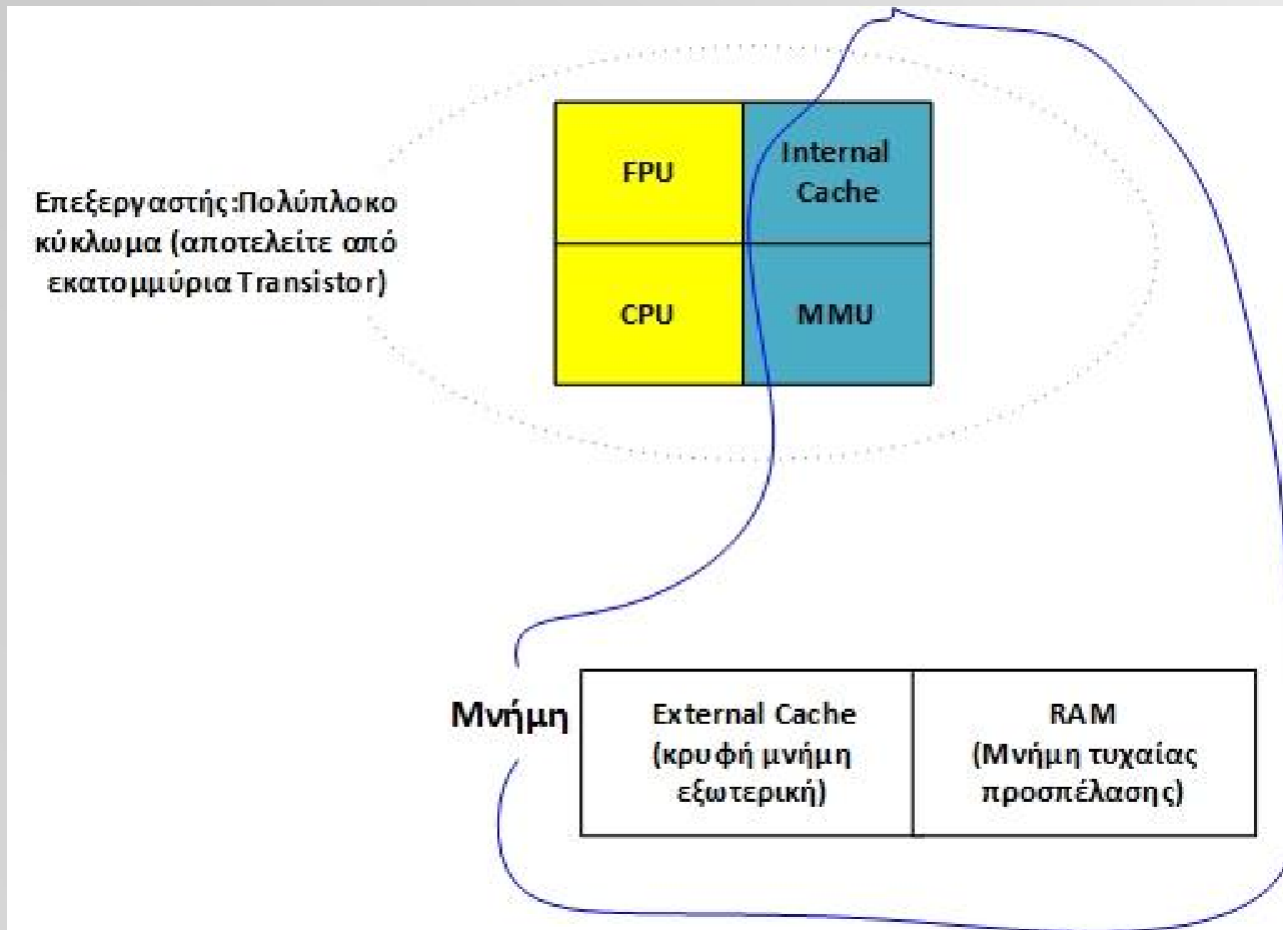 Επεξεργαστής:Πολύπλοκο
κύκλωμα (αποτελείτε από
εκατομμύρια Transistor)
FPU
Internal
Cache
CPU
MMU
Μνήμη
External Cache
(κρυφή μνήμη
εξωτερική)
RAM
(Μνήμη τυχαίας
προσπέλασης)